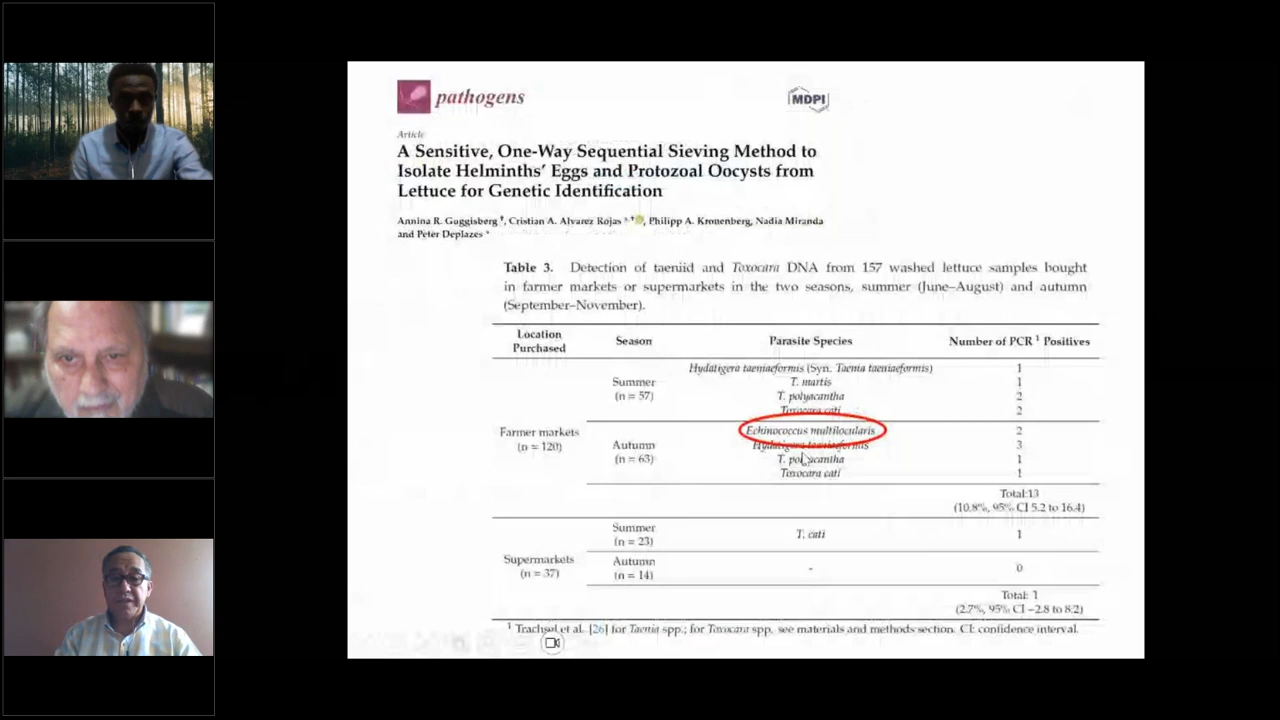 pathogens
MDPI
Article
A Sensitive, One-Way Sequential Sieving Method to
Isolate Helminths' Eggs and Protozoal Oocysts from
Lettuce for Genetic Identification
Annina R. Guggisberg †, Cristian A. Alvarez Rojas *,†, Philipp A. Kronenberg, Nadia Miranda
and Peter Deplazes *
Table 3. Detection of taeniid and Toxocara DNA from 157 washed lettuce samples bought
in farmer markets or supermarkets in the two seasons, summer (June–August) and autumn
(September–November).
Location Purchased Season Parasite Species Number of PCR 1 Positives
Farmer markets (n = 120)
Summer (n = 57)
Hydatigera taeniaeformis (Syn. Taenia taeniaeformis) 1
T. martis 1
T. polyacantha 2
Toxocara cati 2
Autumn (n = 63)
Echinococcus multilocularis 2
Hydatigera taeniaeformis 3
T. polyacantha 1
Toxocara cati 1
Total:13
(10.8%, 95% CI 5.2 to 16.4)
Supermarkets (n = 37)
Summer (n = 23) T. cati 1
Autumn (n = 14) - 0
Total: 1
(2.7%, 95% CI −2.8 to 8.2)
1 Trachsel et al. [26] for Taenia spp.; for Toxocara spp. see materials and methods section. CI: confidence interval.